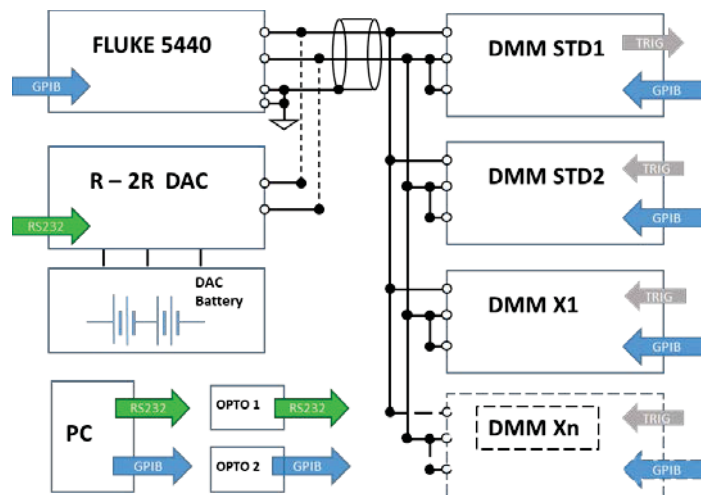 FLUKE 5440
GPIB
R – 2R DAC
RS232
DAC
Battery
PC
RS232
GPIB
OPTO 1
RS232
OPTO 2
GPIB
DMM STD1
TRIG
GPIB
DMM STD2
TRIG
GPIB
DMM X1
TRIG
GPIB
DMM Xn
TRIG
GPIB